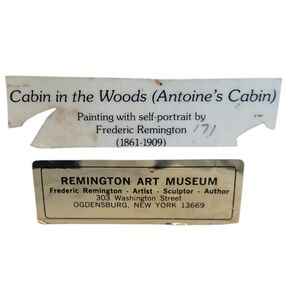 Cabin in the Woods (Antoine's Cabin)
Painting with self-portrait by
Frederic Remington 171
(1861-1909)
REMINGTON ART MUSEUM
Frederic Remington - Artist - Sculptor - Author
303 Washington Street
OGDENSBURG, NEW YORK 13669